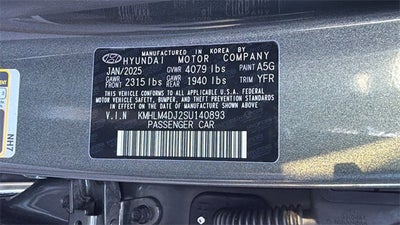 MANUFACTURED IN KOREA BY
HYUNDAI MOTOR COMPANY
JAN/2025 GVWR 4079 lbs PAINT A5G
GAWR FRONT 2315 lbs GAWR REAR 1940 lbs TRIM YFR
THIS VEHICLE CONFORMS TO ALL APPLICABLE U.S.A. FEDERAL
MOTOR VEHICLE SAFETY, BUMPER, AND THEFT PREVENTION STANDARDS
IN EFFECT ON THE DATE OF MANUFACTURE SHOWN ABOVE.
V.I.N KMHLM4DJ2SU140893
PASSENGER CAR
NH7